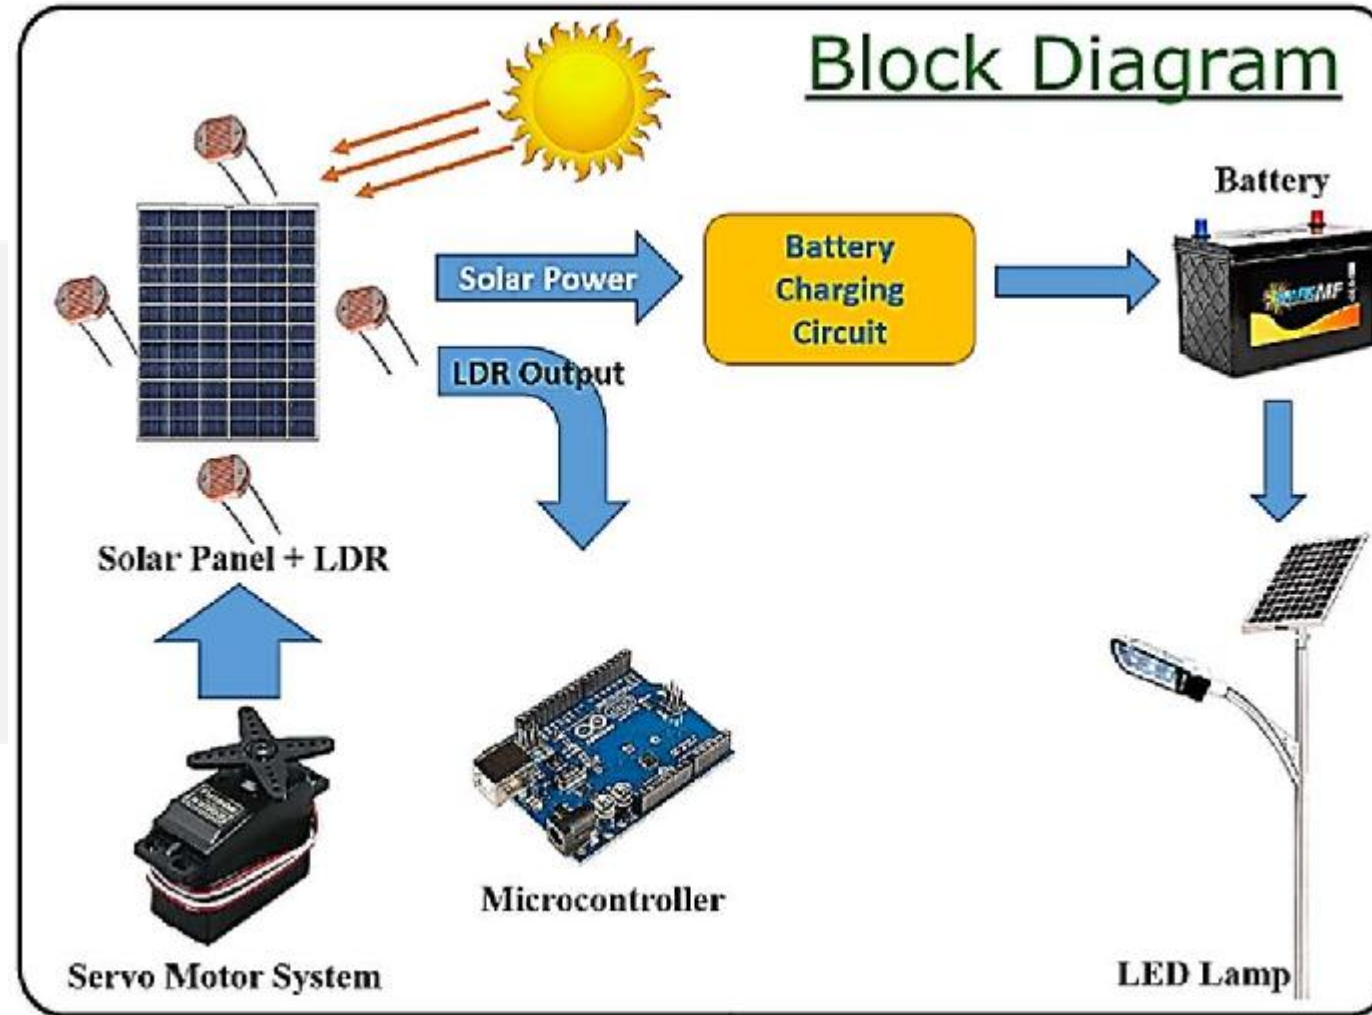 Block Diagram
Battery
Solar Power
Battery
Charging
Circuit
LDR Output
Solar Panel + LDR
Microcontroller
Servo Motor System
LED Lamp